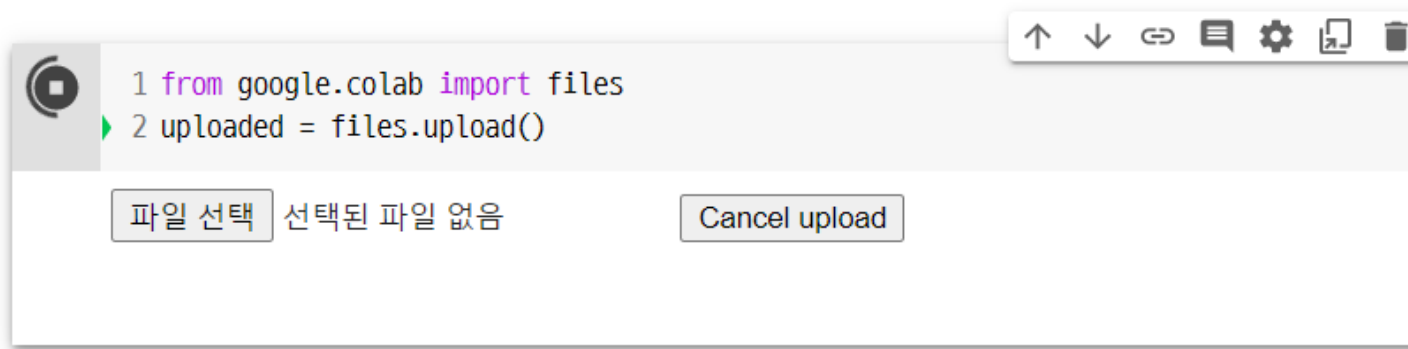 1 from google.colab import files
2 uploaded = files.upload()
파일 선택 선택된 파일 없음 Cancel upload